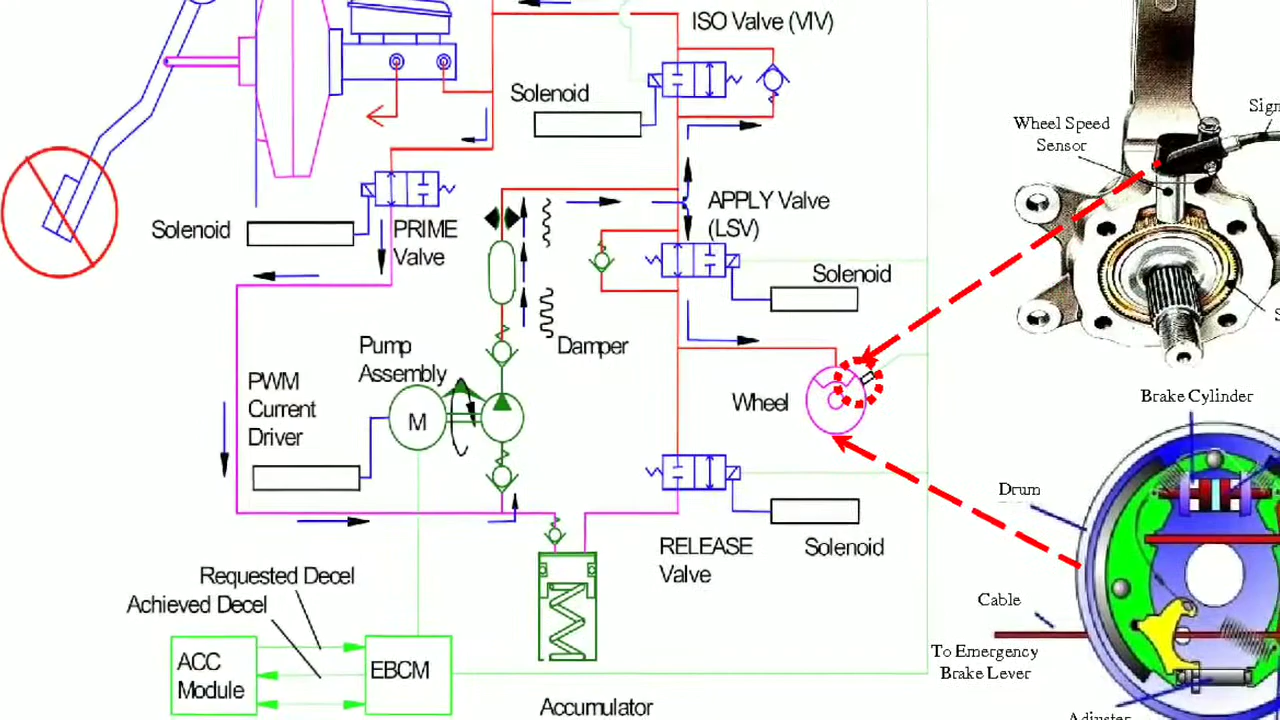 ISO Valve (VIV)
Solenoid
Wheel Speed
Sensor
Solenoid
PRIME
Valve
APPLY Valve
(LSV)
Solenoid
Damper
Pump
Assembly
PWM
Current
Driver
M
Wheel
Brake Cylinder
Drum
RELEASE
Valve
Solenoid
Requested Decel
Achieved Decel
Cable
To Emergency
Brake Lever
ACC
Module
EBCM
Accumulator
Adjuster